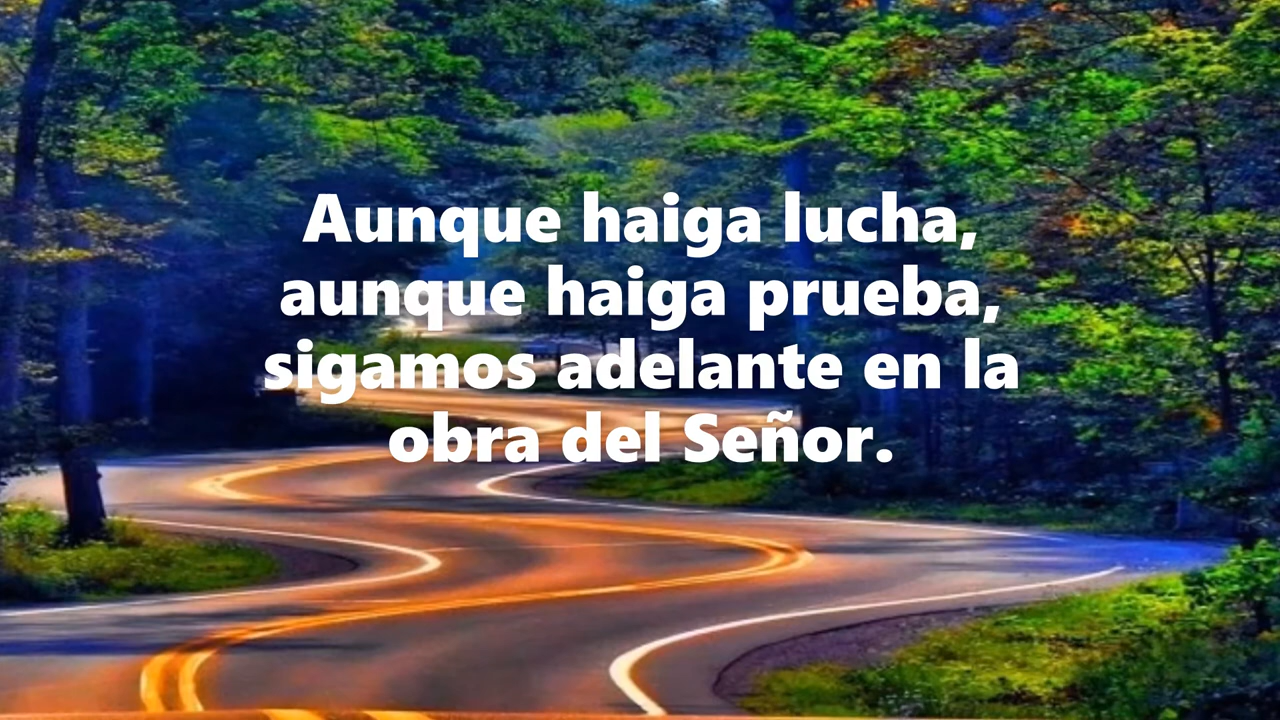 Aunque haiga lucha,
aunque haiga prueba,
sigamos adelante en la
obra del Señor.